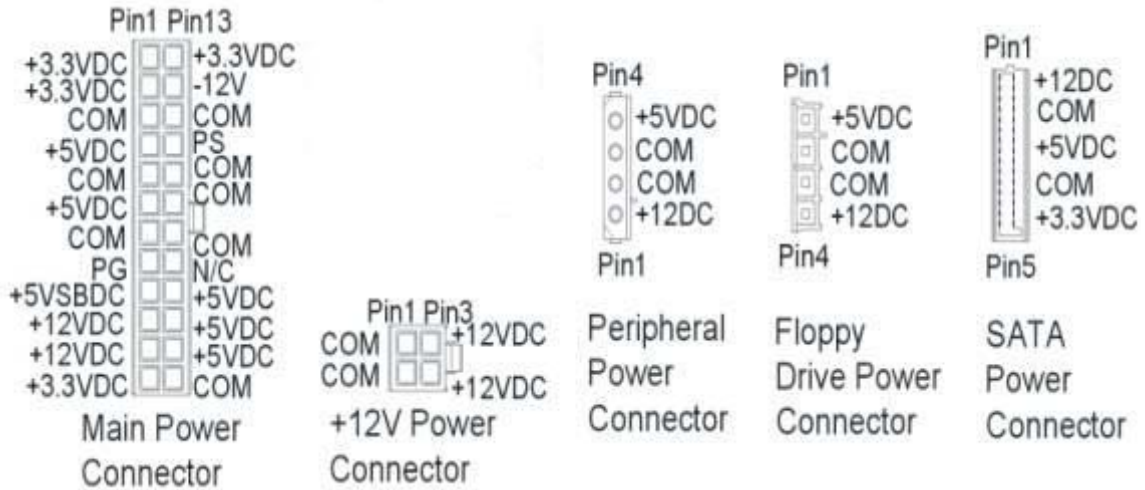 Pin1 Pin13
+3.3VDC +3.3VDC
+3.3VDC -12V
COM COM
+5VDC PS
COM COM
+5VDC COM
COM COM
PG N/C
+5VSBDC +5VDC
+12VDC +5VDC
+12VDC +5VDC
+3.3VDC COM
Main Power
Connector
Pin1 Pin3
COM +12VDC
COM +12VDC
+12V Power
Connector
Pin4
+5VDC
COM
COM
+12DC
Pin1
Peripheral
Power
Connector
Pin1
+5VDC
COM
COM
+12DC
Pin4
Floppy
Drive Power
Connector
Pin1
+12DC
COM
+5VDC
COM
+3.3VDC
Pin5
SATA
Power
Connector